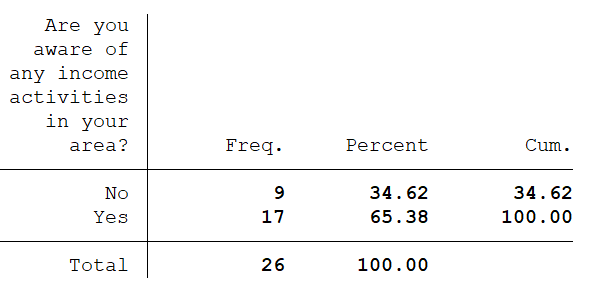 Are you
aware of
any income
activities
in your
area? Freq. Percent Cum.
No 9 34.62 34.62
Yes 17 65.38 100.00
Total 26 100.00